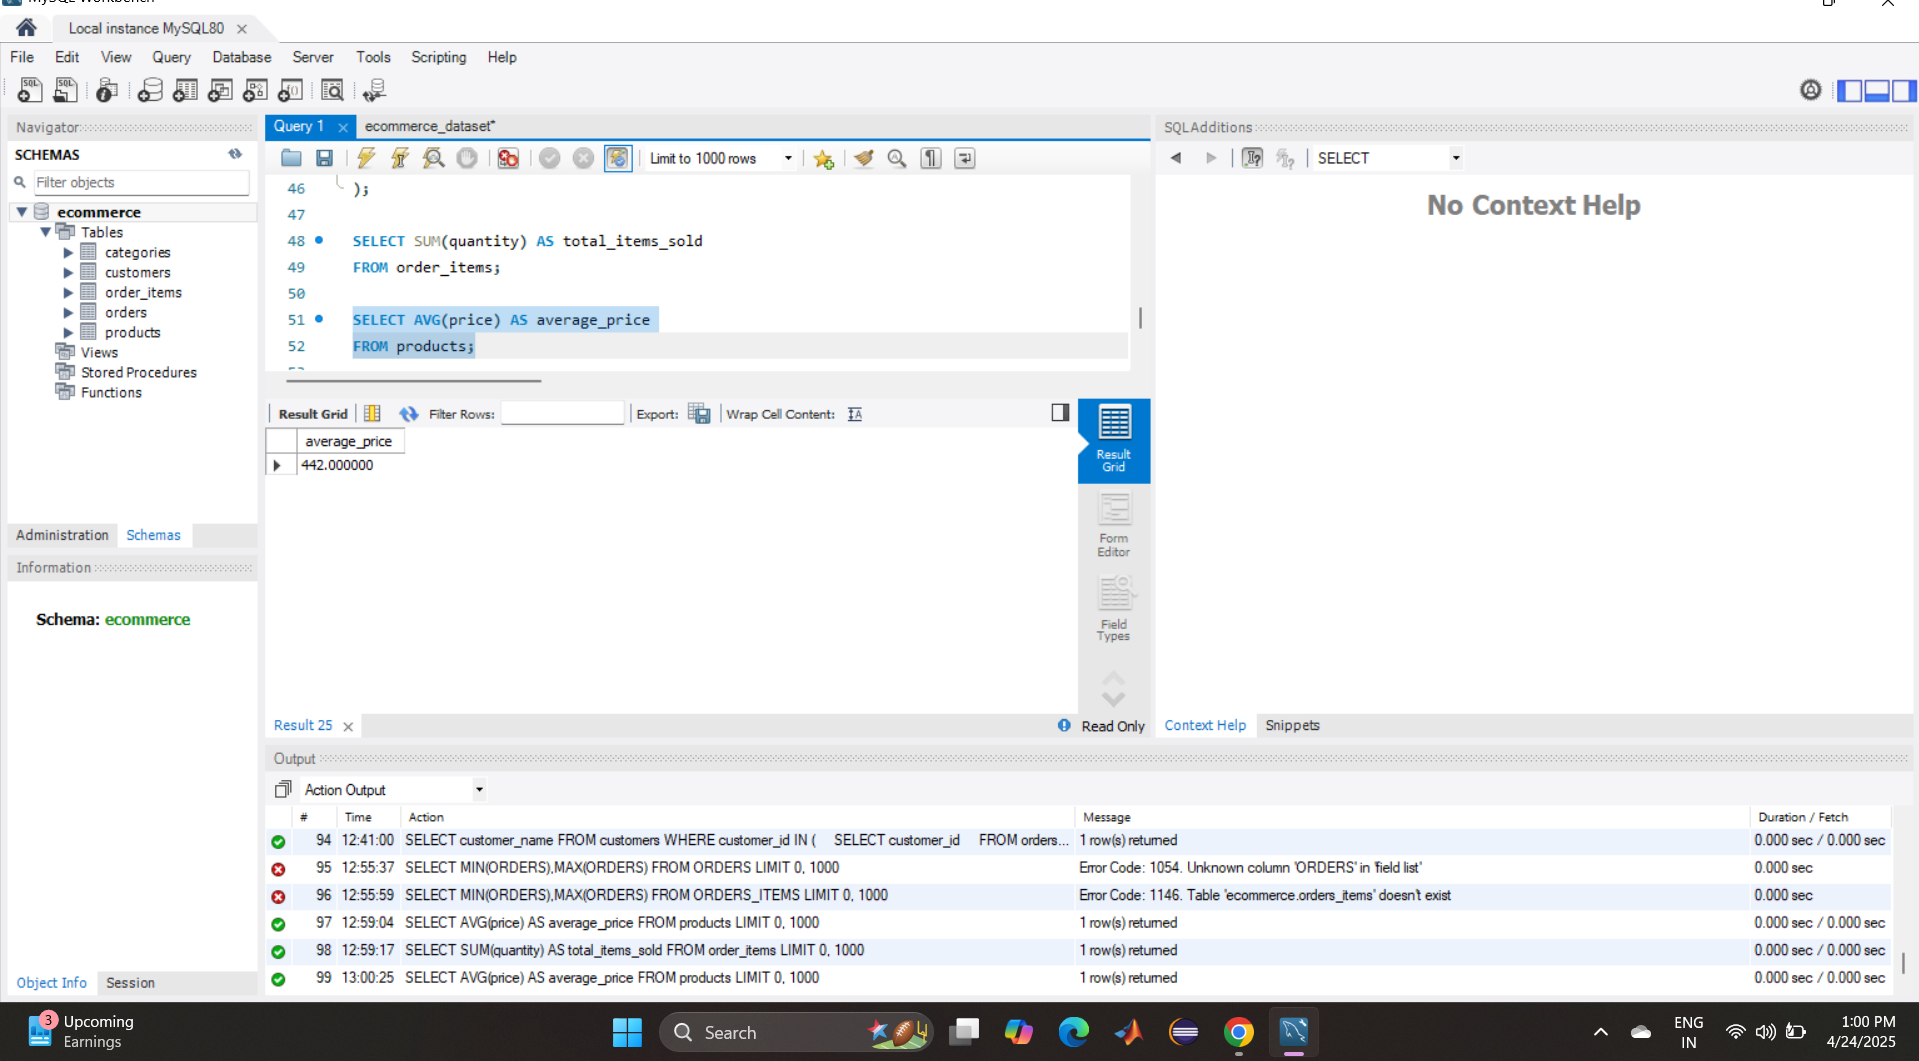 MySQL Workbench
Local instance MySQL80
File Edit View Query Database Server Tools Scripting Help
Navigator
SCHEMAS
Filter objects
ecommerce
Tables
categories
customers
order_items
orders
products
Views
Stored Procedures
Functions
Administration Schemas
Information
Schema: ecommerce
Object Info Session
Query 1 ecommerce_dataset*
Limit to 1000 rows
46 );
47
48 SELECT SUM(quantity) AS total_items_sold
49 FROM order_items;
50
51 SELECT AVG(price) AS average_price
52 FROM products;
Result Grid Filter Rows: Export: Wrap Cell Content:
average_price
442.000000
Result
Grid
Form
Editor
Field
Types
Result 25 Read Only
SQLAdditions
SELECT
No Context Help
Context Help Snippets
Output
Action Output
# Time Action Message Duration / Fetch
94 12:41:00 SELECT customer_name FROM customers WHERE customer_id IN ( SELECT customer_id FROM orders... 1 row(s) returned 0.000 sec / 0.000 sec
95 12:55:37 SELECT MIN(ORDERS),MAX(ORDERS) FROM ORDERS LIMIT 0, 1000 Error Code: 1054. Unknown column 'ORDERS' in 'field list' 0.000 sec
96 12:55:59 SELECT MIN(ORDERS),MAX(ORDERS) FROM ORDERS_ITEMS LIMIT 0, 1000 Error Code: 1146. Table 'ecommerce.orders_items' doesn't exist 0.000 sec
97 12:59:04 SELECT AVG(price) AS average_price FROM products LIMIT 0, 1000 1 row(s) returned 0.000 sec / 0.000 sec
98 12:59:17 SELECT SUM(quantity) AS total_items_sold FROM order_items LIMIT 0, 1000 1 row(s) returned 0.000 sec / 0.000 sec
99 13:00:25 SELECT AVG(price) AS average_price FROM products LIMIT 0, 1000 1 row(s) returned 0.000 sec / 0.000 sec
3 Upcoming
Earnings
Search
ENG
IN
1:00 PM
4/24/2025